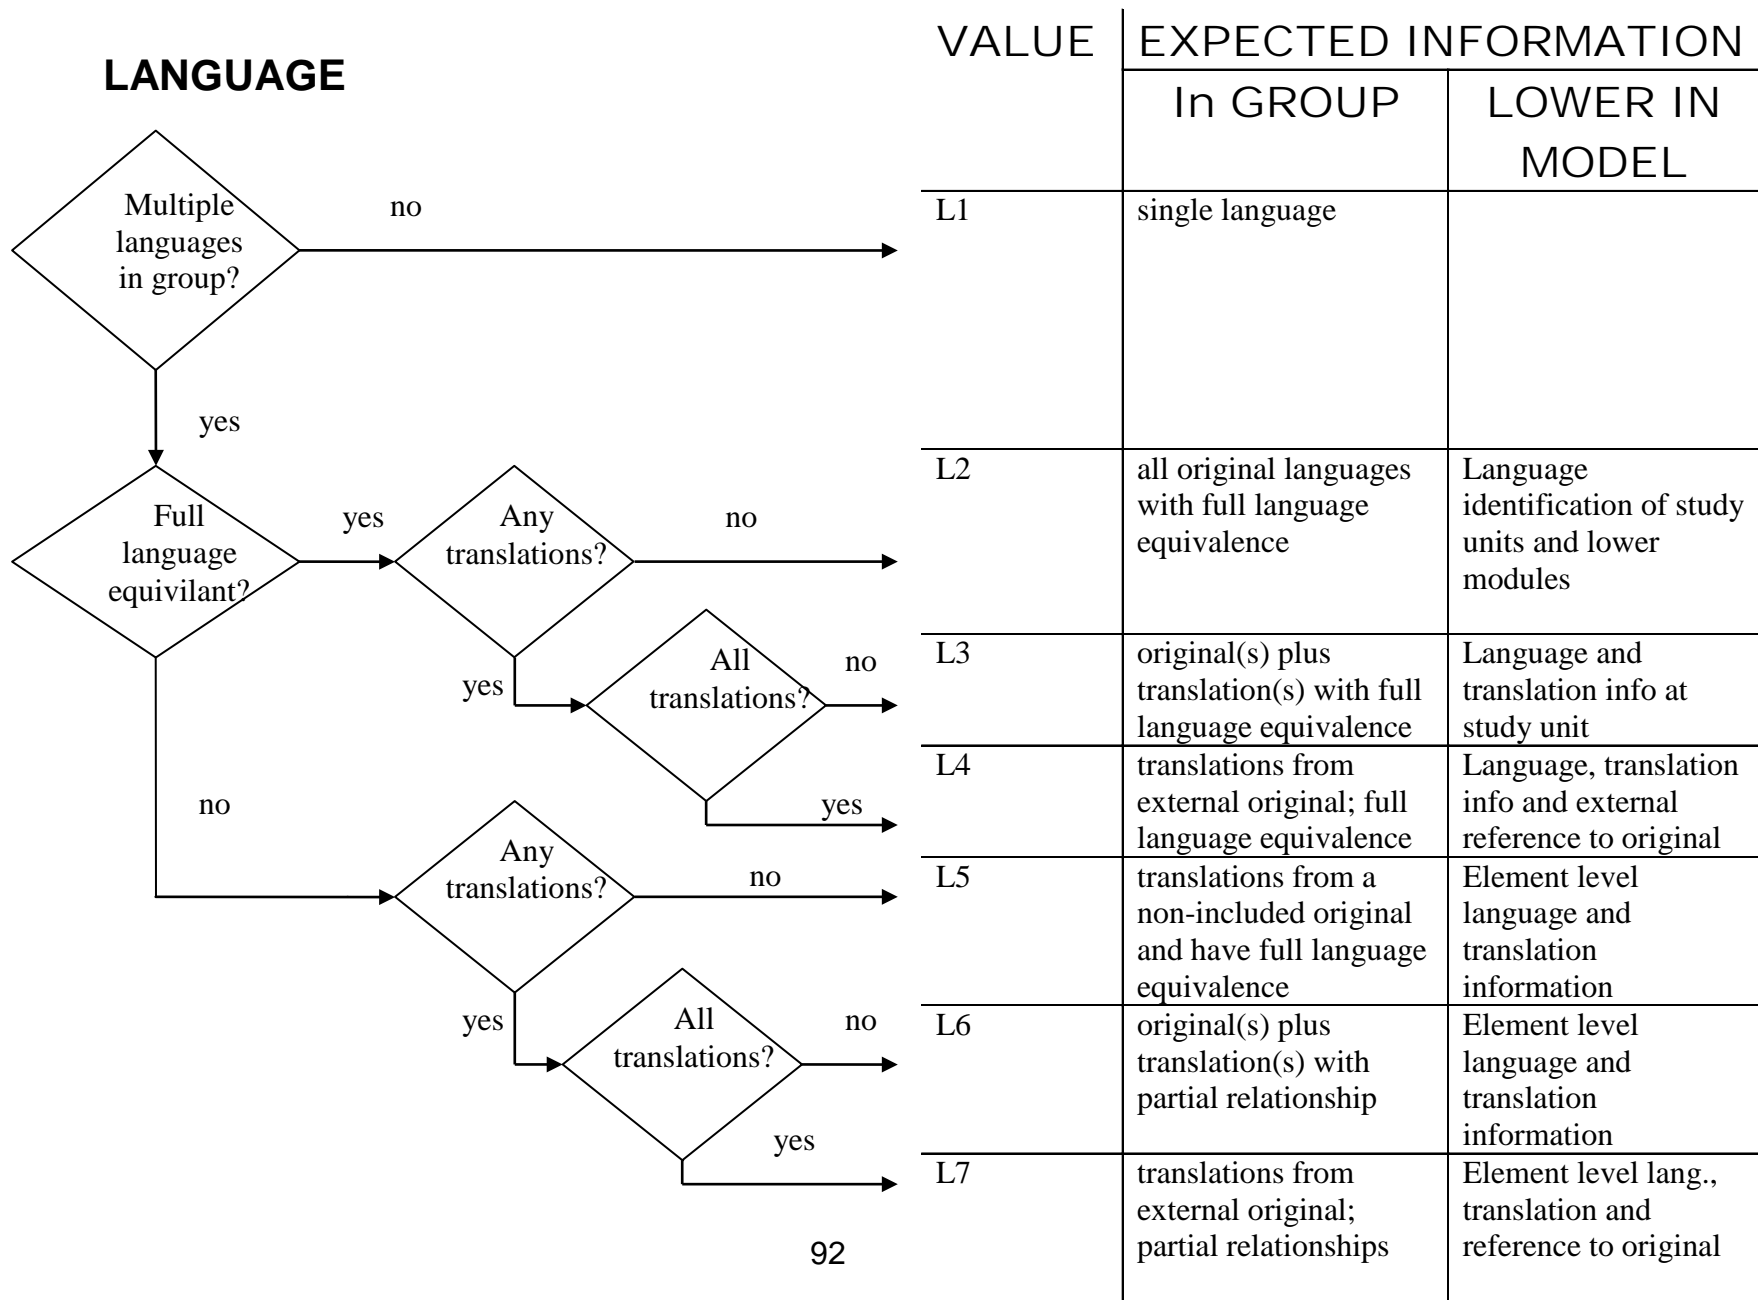 LANGUAGE
VALUE
EXPECTED INFORMATION
In GROUP
LOWER IN
MODEL
Multiple
languages
in group?
no
yes
L1
single language
Full
language
equivilant?
yes
Any
translations?
no
L2
all original languages
with full language
equivalence
Language
identification of study
units and lower
modules
yes
All
translations?
no
L3
original(s) plus
translation(s) with full
language equivalence
Language and
translation info at
study unit
yes
L4
translations from
external original; full
language equivalence
Language, translation
info and external
reference to original
no
Any
translations?
no
L5
translations from a
non-included original
and have full language
equivalence
Element level
language and
translation
information
yes
All
translations?
no
L6
original(s) plus
translation(s) with
partial relationship
Element level
language and
translation
information
yes
L7
translations from
external original;
partial relationships
Element level lang.,
translation and
reference to original
92